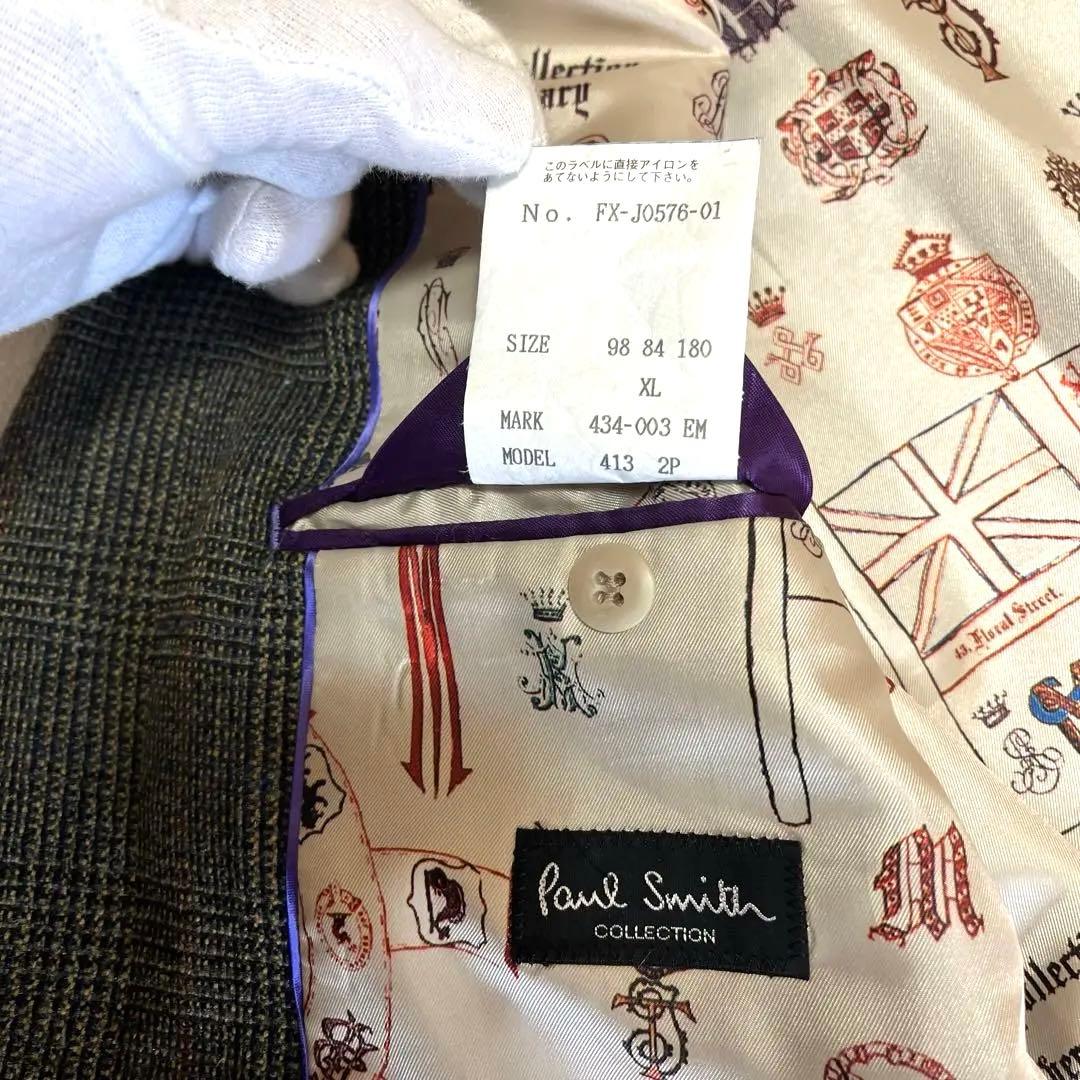 このラベルに直接アイロンを
あてないようにして下さい。
No. FX-J0576-01
SIZE 98 84 180
XL
MARK 434-003 EM
MODEL 413 2P
43, Floral Street.
Paul Smith
COLLECTION